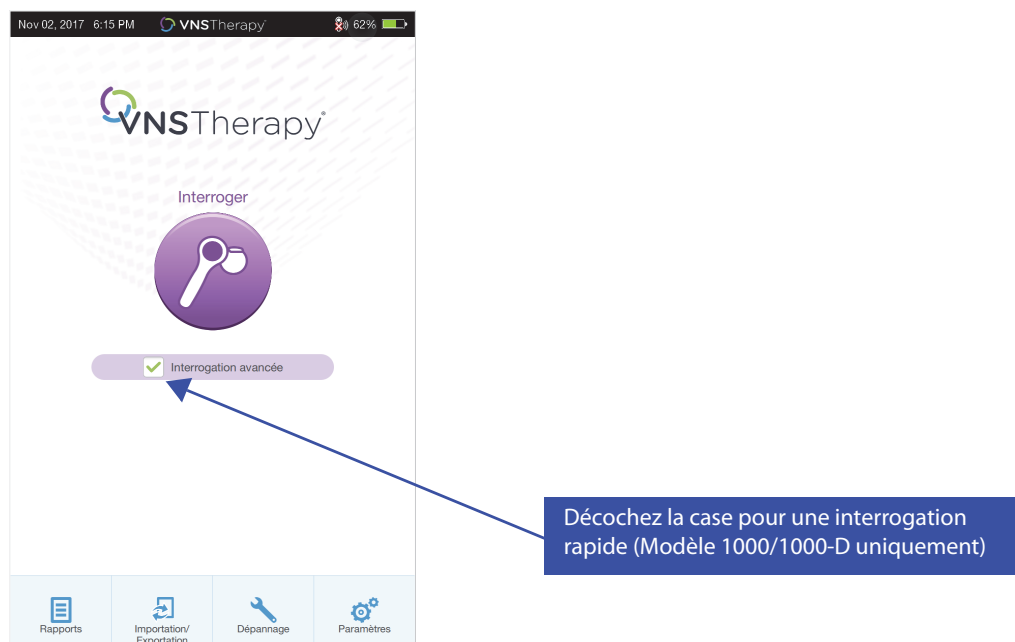 Nov 02, 2017 6:15 PM VNSTherapy 62%
VNSTherapy®
Interroger
Interrogation avancée
Décochez la case pour une interrogation
rapide (Modèle 1000/1000-D uniquement)
Rapports Importation/ Dépannage Paramètres
Exportation